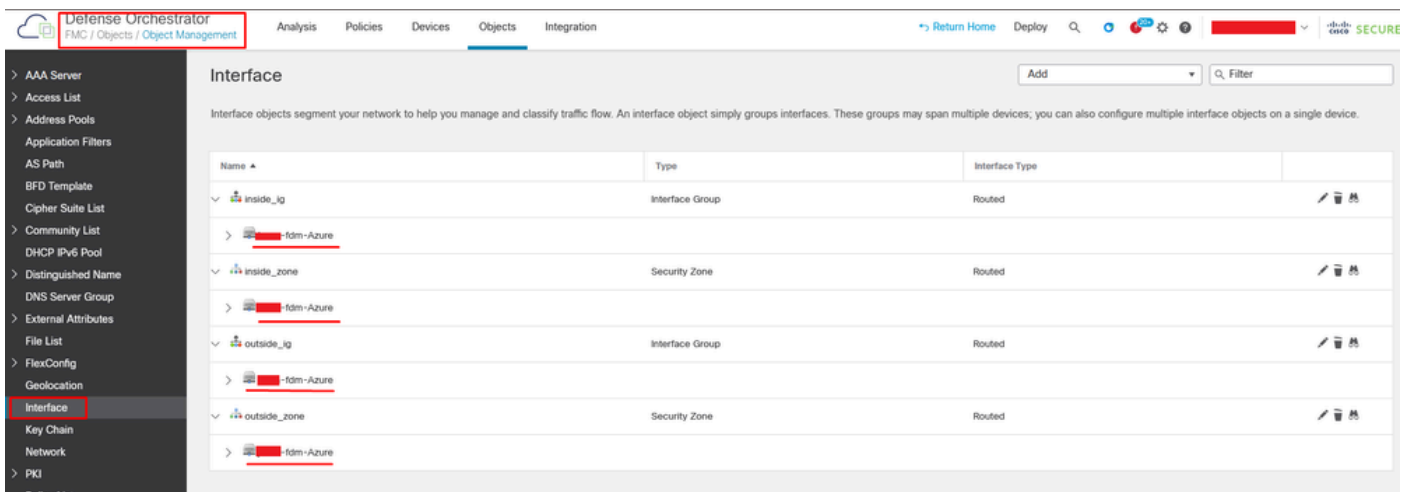 Defense Orchestrator
FMC / Objects / Object Management
Analysis Policies Devices Objects Integration
Return Home Deploy 20+ cisco SECURE
AAA Server
Access List
Address Pools
Application Filters
AS Path
BFD Template
Cipher Suite List
Community List
DHCP IPv6 Pool
Distinguished Name
DNS Server Group
External Attributes
File List
FlexConfig
Geolocation
Interface
Key Chain
Network
PKI
Interface
Add Filter
Interface objects segment your network to help you manage and classify traffic flow. An interface object simply groups interfaces. These groups may span multiple devices; you can also configure multiple interface objects on a single device.
Name Type Interface Type
inside_ig Interface Group Routed
-fdm-Azure
inside_zone Security Zone Routed
-fdm-Azure
outside_ig Interface Group Routed
-fdm-Azure
outside_zone Security Zone Routed
-fdm-Azure